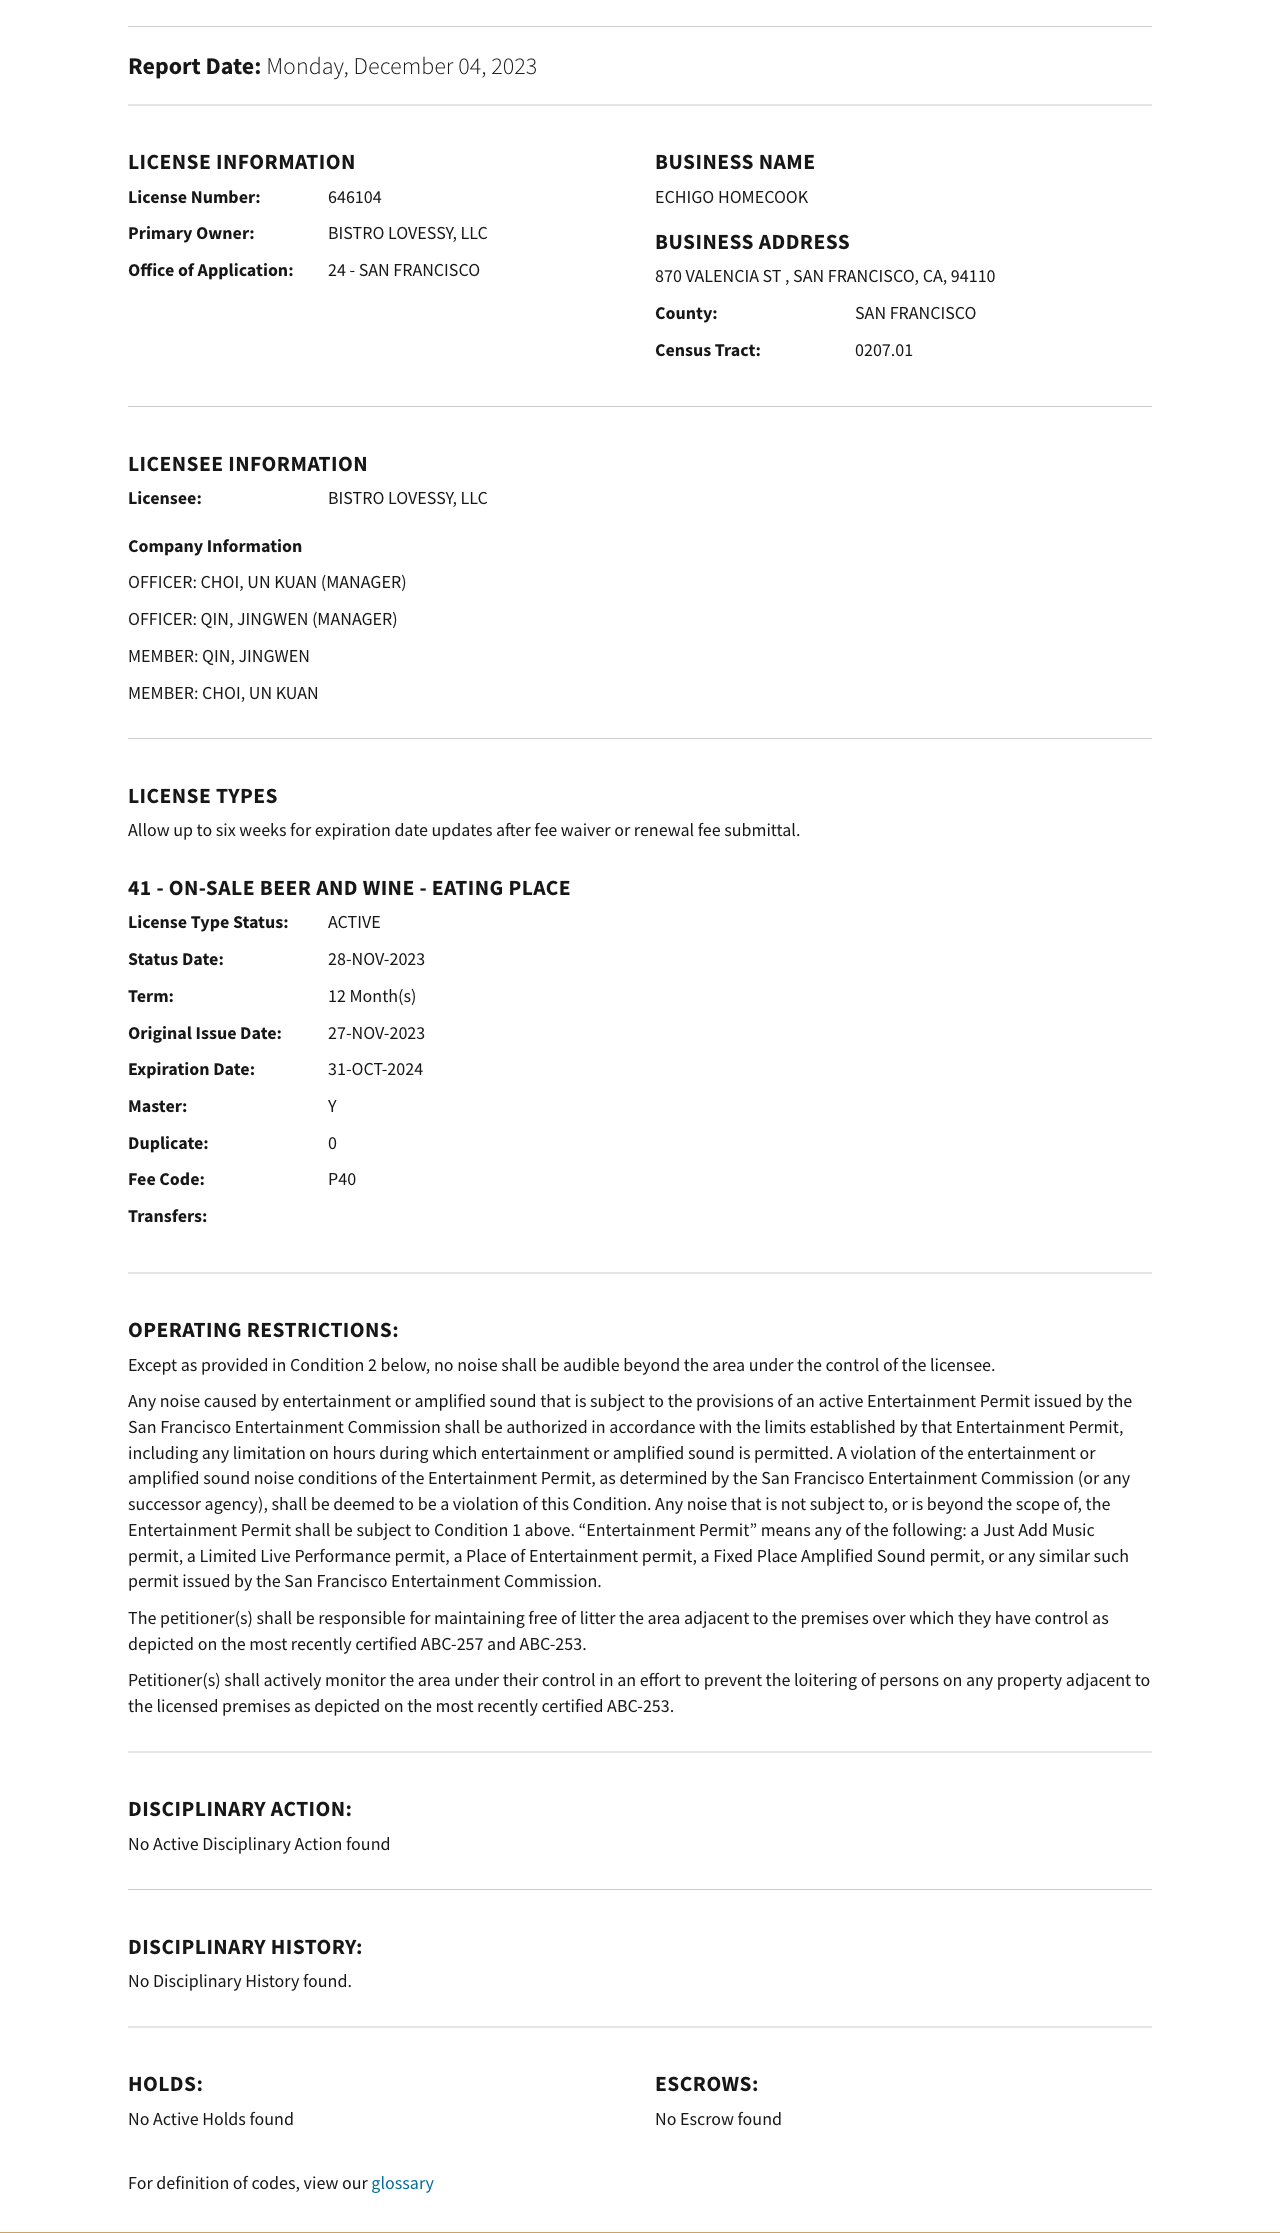 Report Date: Monday, December 04, 2023
LICENSE INFORMATION
License Number: 646104
Primary Owner: BISTRO LOVESSY, LLC
Office of Application: 24 - SAN FRANCISCO
BUSINESS NAME
ECHIGO HOMECOOK
BUSINESS ADDRESS
870 VALENCIA ST , SAN FRANCISCO, CA, 94110
County: SAN FRANCISCO
Census Tract: 0207.01
LICENSEE INFORMATION
Licensee: BISTRO LOVESSY, LLC
Company Information
OFFICER: CHOI, UN KUAN (MANAGER)
OFFICER: QIN, JINGWEN (MANAGER)
MEMBER: QIN, JINGWEN
MEMBER: CHOI, UN KUAN
LICENSE TYPES
Allow up to six weeks for expiration date updates after fee waiver or renewal fee submittal.
41 - ON-SALE BEER AND WINE - EATING PLACE
License Type Status: ACTIVE
Status Date: 28-NOV-2023
Term: 12 Month(s)
Original Issue Date: 27-NOV-2023
Expiration Date: 31-OCT-2024
Master: Y
Duplicate: 0
Fee Code: P40
Transfers:
OPERATING RESTRICTIONS:
Except as provided in Condition 2 below, no noise shall be audible beyond the area under the control of the licensee.
Any noise caused by entertainment or amplified sound that is subject to the provisions of an active Entertainment Permit issued by the
San Francisco Entertainment Commission shall be authorized in accordance with the limits established by that Entertainment Permit,
including any limitation on hours during which entertainment or amplified sound is permitted. A violation of the entertainment or
amplified sound noise conditions of the Entertainment Permit, as determined by the San Francisco Entertainment Commission (or any
successor agency), shall be deemed to be a violation of this Condition. Any noise that is not subject to, or is beyond the scope of, the
Entertainment Permit shall be subject to Condition 1 above. “Entertainment Permit” means any of the following: a Just Add Music
permit, a Limited Live Performance permit, a Place of Entertainment permit, a Fixed Place Amplified Sound permit, or any similar such
permit issued by the San Francisco Entertainment Commission.
The petitioner(s) shall be responsible for maintaining free of litter the area adjacent to the premises over which they have control as
depicted on the most recently certified ABC-257 and ABC-253.
Petitioner(s) shall actively monitor the area under their control in an effort to prevent the loitering of persons on any property adjacent to
the licensed premises as depicted on the most recently certified ABC-253.
DISCIPLINARY ACTION:
No Active Disciplinary Action found
DISCIPLINARY HISTORY:
No Disciplinary History found.
HOLDS:
No Active Holds found
ESCROWS:
No Escrow found
For definition of codes, view our glossary